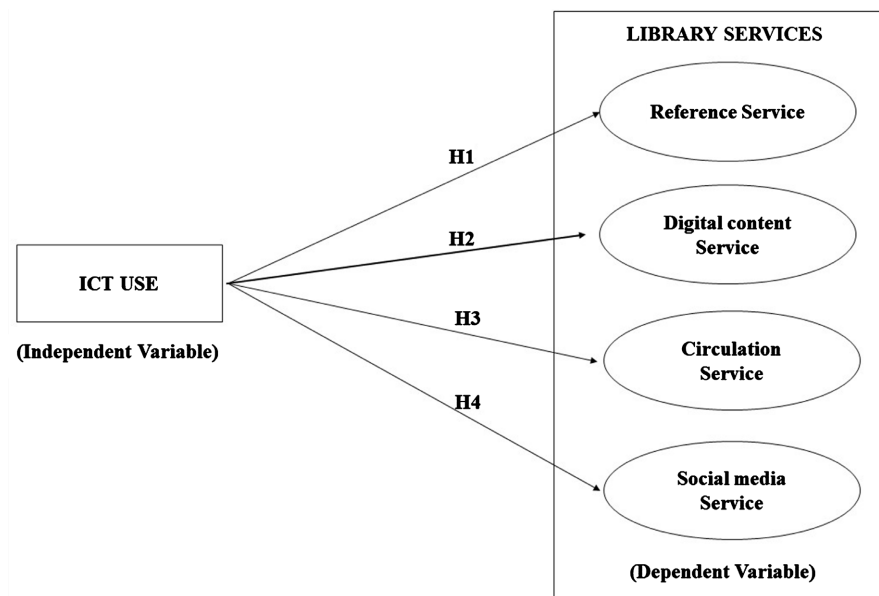 LIBRARY SERVICES
Reference Service
H1
Digital content
Service
H2
ICT USE
(Independent Variable)
H3
Circulation
Service
H4
Social media
Service
(Dependent Variable)